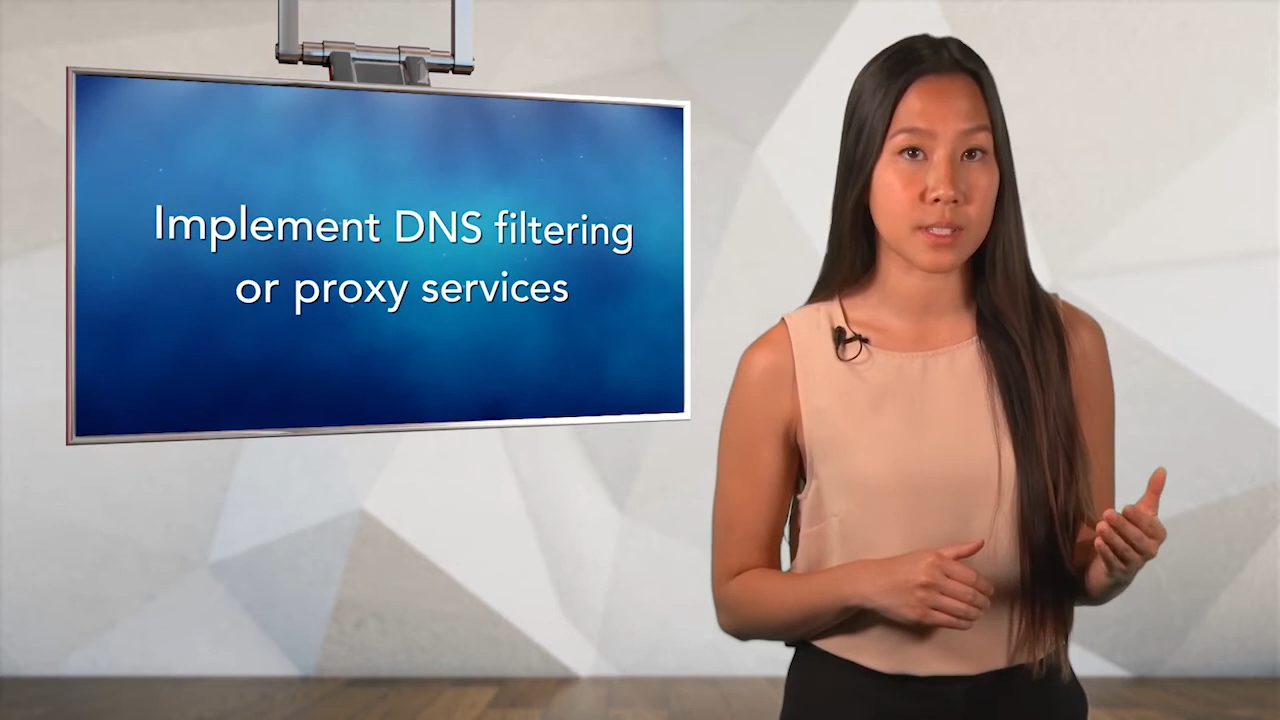 Implement DNS filtering
or proxy services